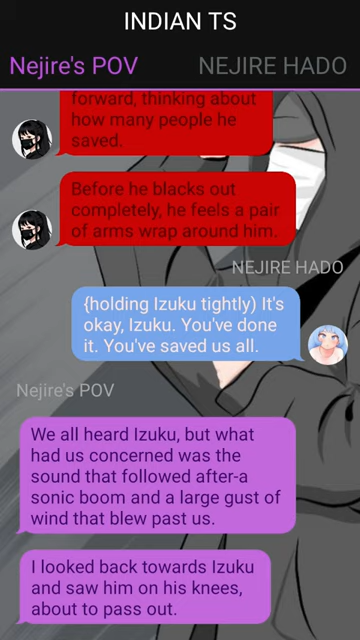 INDIAN TS
Nejire's POV
NEJIRE HADO
forward, thinking about
how many people he
saved.
Before he blacks out
completely, he feels a pair
of arms wrap around him.
NEJIRE HADO
{holding Izuku tightly) It's
okay, Izuku. You've done
it. You've saved us all.
Nejire's POV
We all heard Izuku, but what
had us concerned was the
sound that followed after-a
sonic boom and a large gust of
wind that blew past us.
I looked back towards Izuku
and saw him on his knees,
about to pass out.